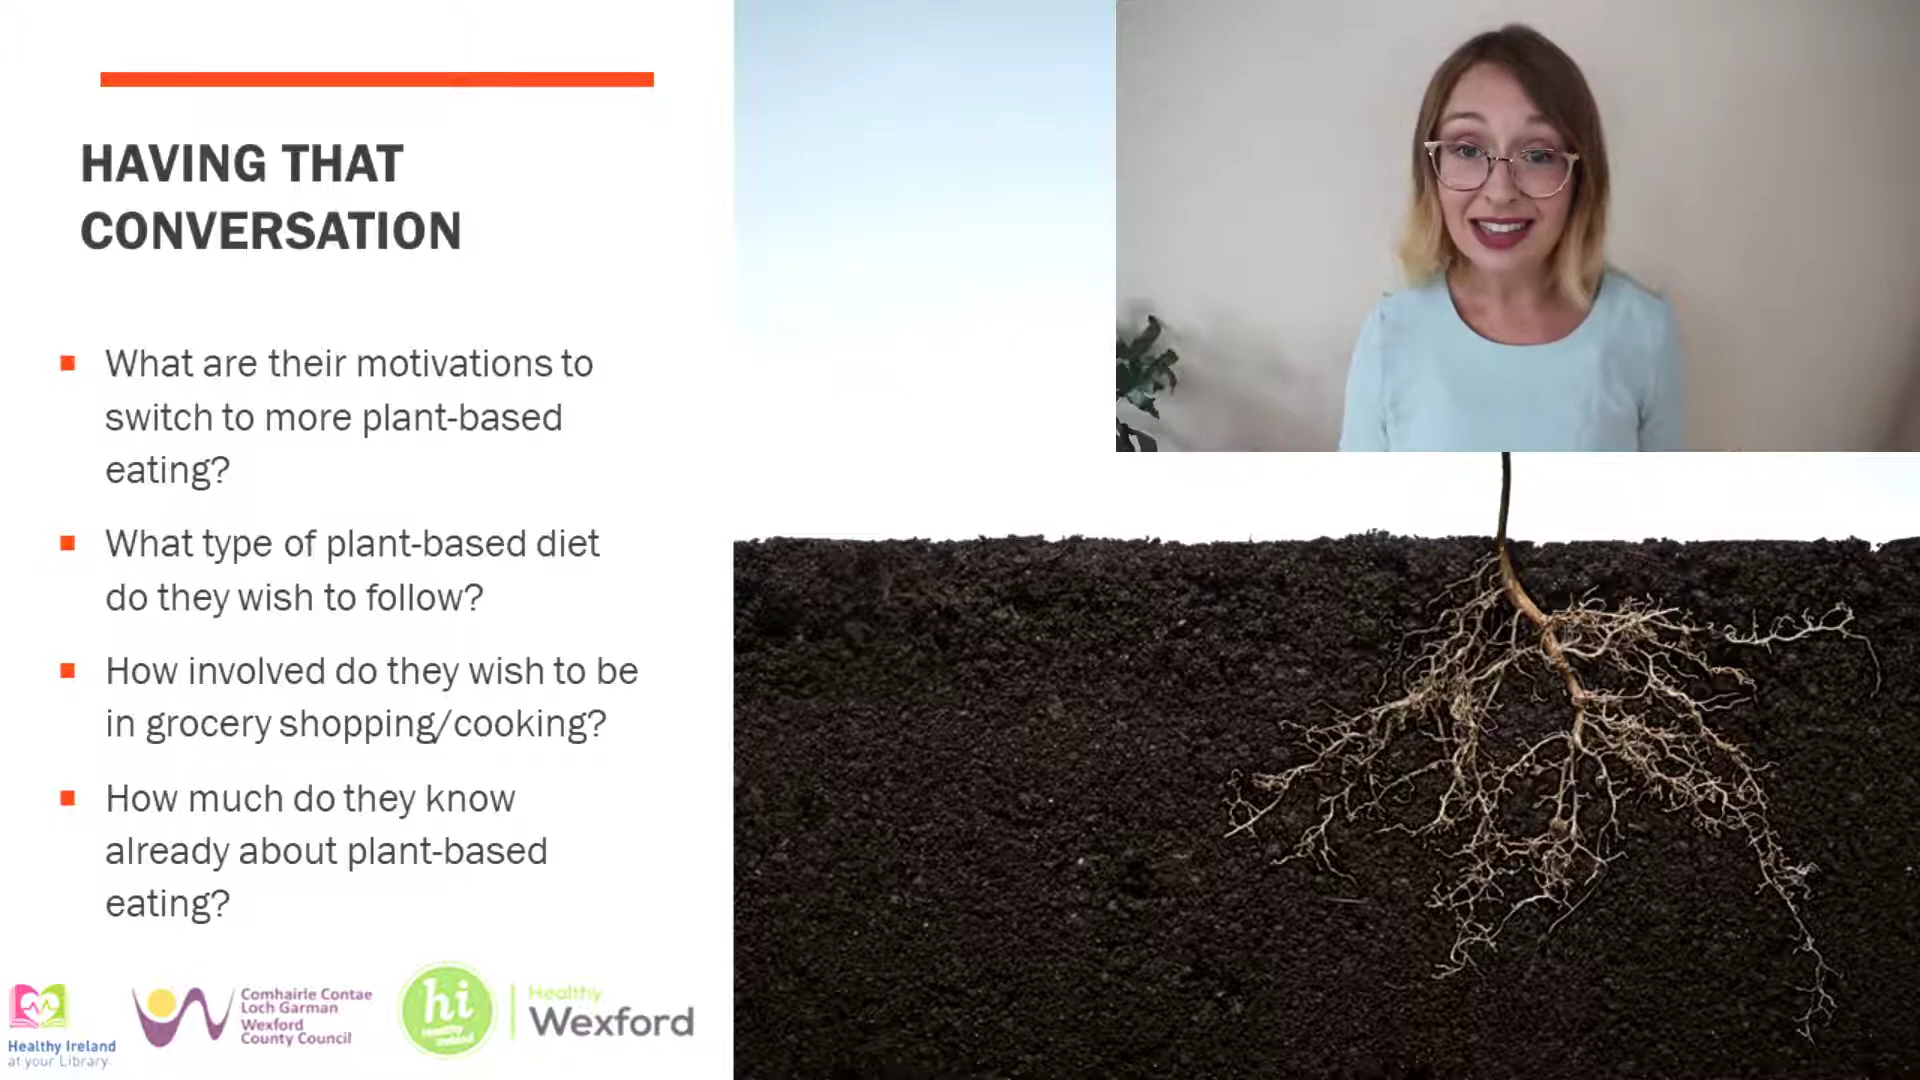 HAVING THAT
CONVERSATION
What are their motivations to
switch to more plant-based
eating?
What type of plant-based diet
do they wish to follow?
How involved do they wish to be
in grocery shopping/cooking?
How much do they know
already about plant-based
eating?
Healthy Ireland
at your Library
Comhairle Contae
Loch Garman
Wexford
County Council
hi
Healthy
Ireland
Healthy
Wexford